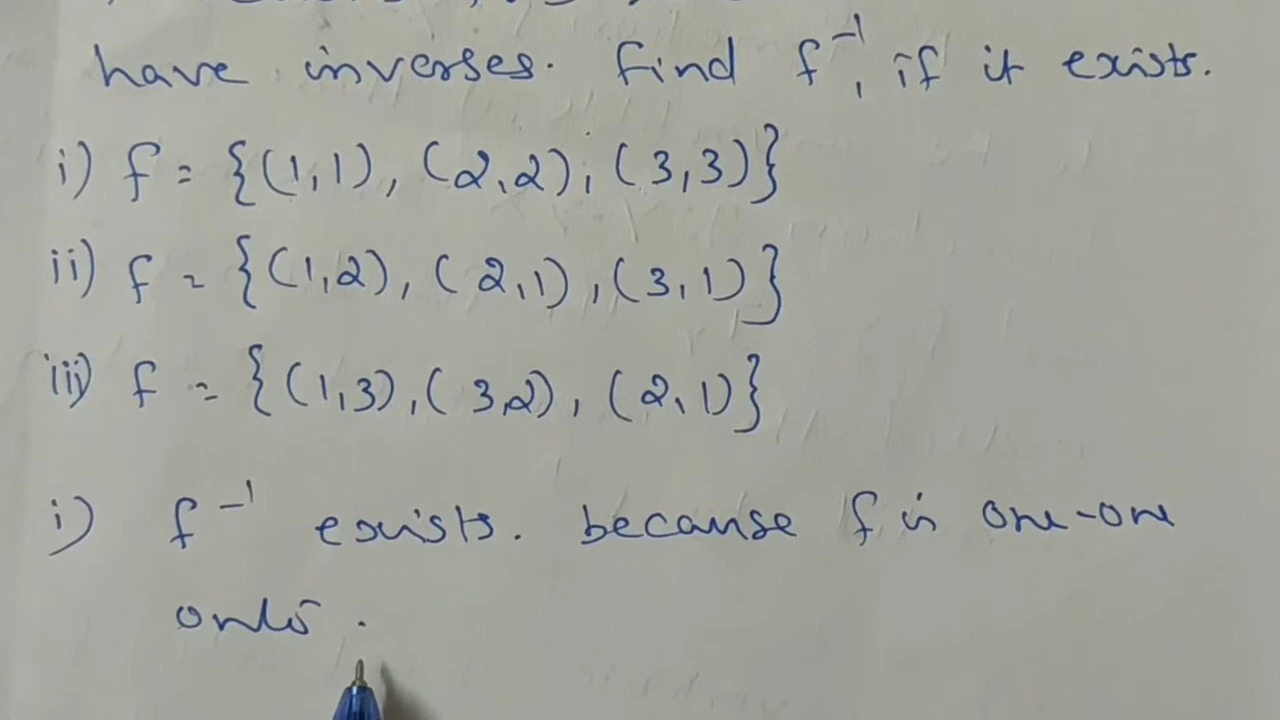 have inverses. Find f⁻¹, if it exists.
i) f = {(1,1), (2,2), (3,3)}
ii) f = {(1,2), (2,1), (3,1)}
iii) f = {(1,3), (3,2), (2,1)}
i) f⁻¹ exists. because f is one-one
onto.